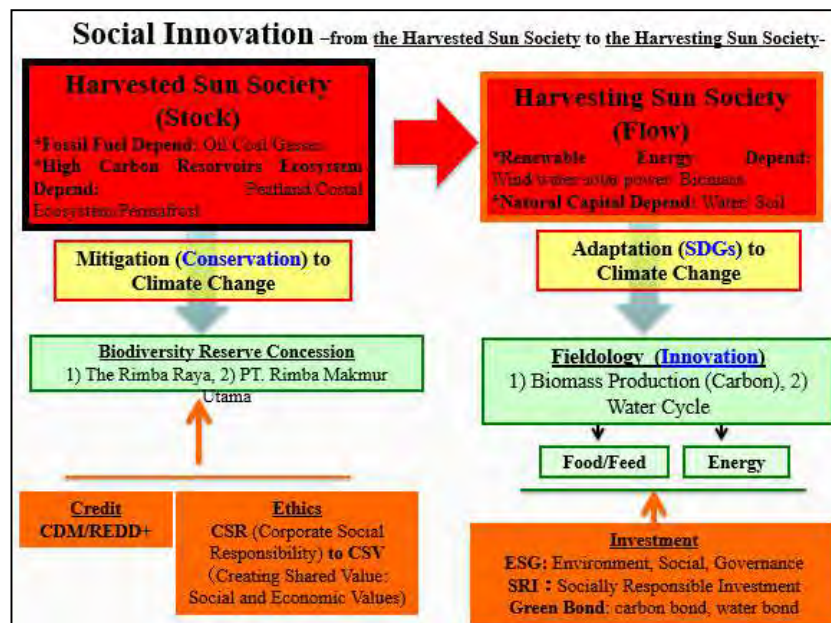 Social Innovation –from the Harvested Sun Society to the Harvesting Sun Society-
Harvested Sun Society
(Stock)
*Fossil Fuel Depend: Oil/Coal/Gasses
*High Carbon Reservoirs Ecosystem
Depend: Peatland/Costal
Ecosystem/Permafrost
Harvesting Sun Society
(Flow)
*Renewable Energy Depend:
Wind/water/solar power/ Biomass
*Natural Capital Depend: Water/ Soil
Mitigation (Conservation) to
Climate Change
Adaptation (SDGs) to
Climate Change
Biodiversity Reserve Concession
1) The Rimba Raya, 2) PT. Rimba Makmur
Utama
Fieldology (Innovation)
1) Biomass Production (Carbon), 2)
Water Cycle
Food/Feed
Energy
Credit
CDM/REDD+
Ethics
CSR (Corporate Social
Responsibility) to CSV
（Creating Shared Value:
Social and Economic Values)
Investment
ESG: Environment, Social, Governance
SRI：Socially Responsible Investment
Green Bond: carbon bond, water bond